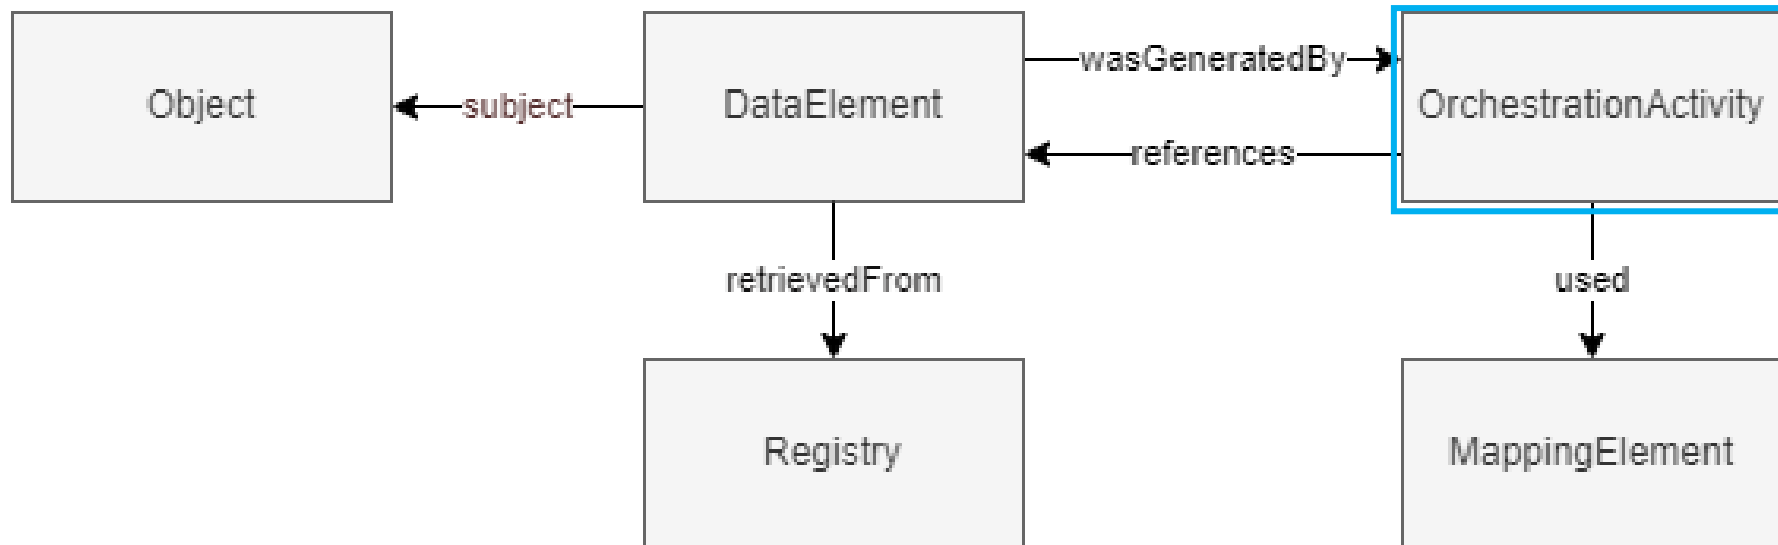 wasGeneratedBy
Object
subject
DataElement
OrchestrationActivity
references
retrievedFrom
used
Registry
MappingElement